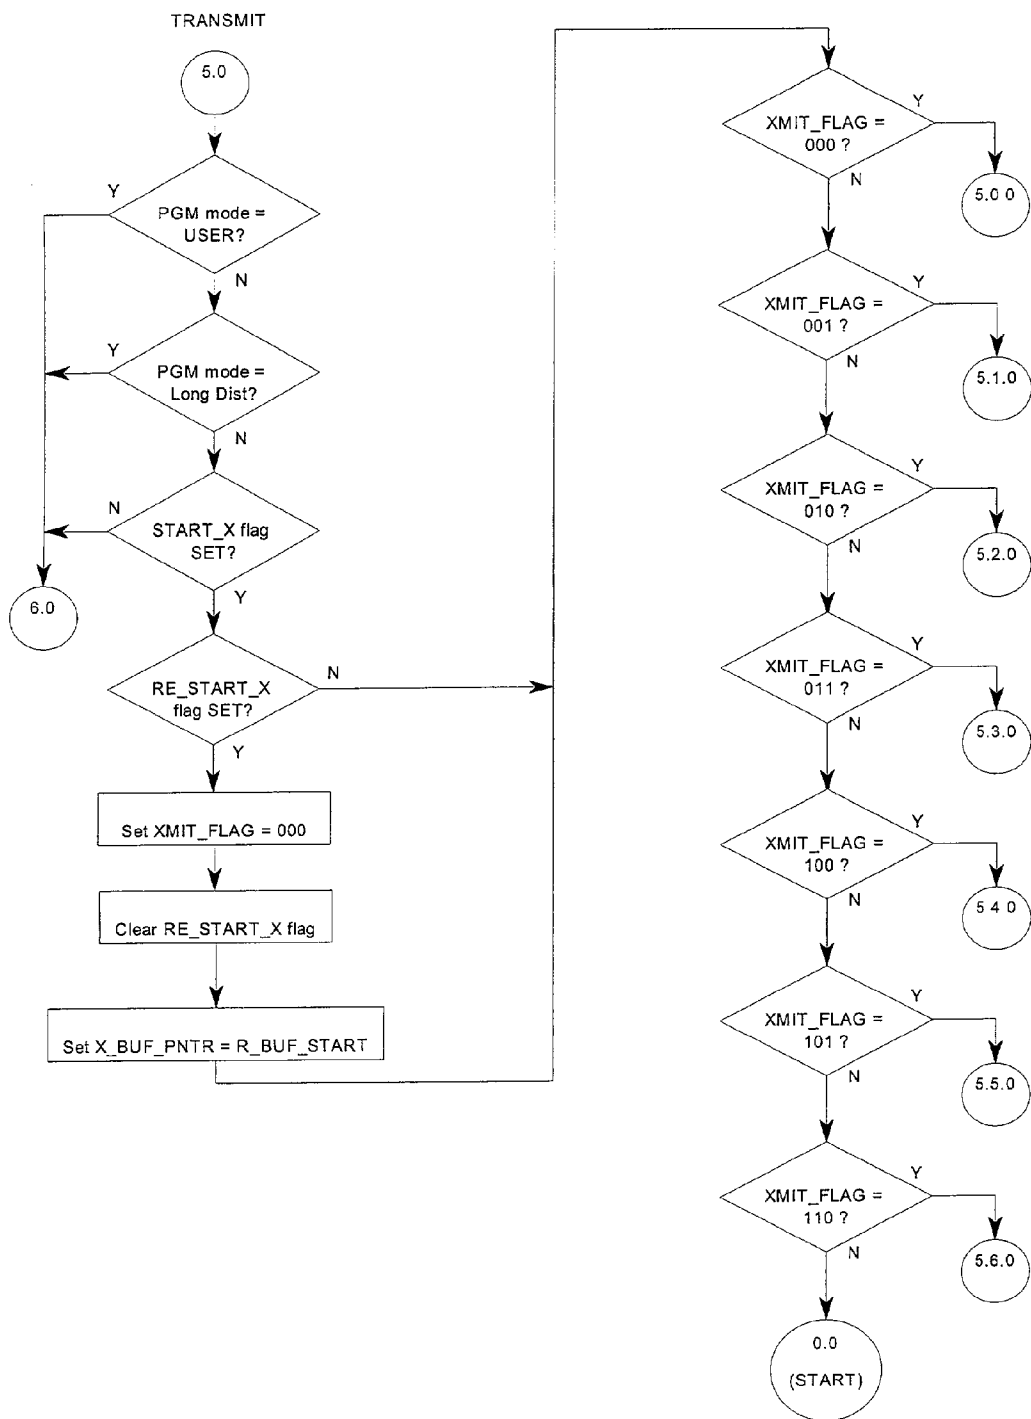 TRANSMIT
5.0
Y
PGM mode =
USER?
N
Y
PGM mode =
Long Dist?
N
N
START_X flag
SET?
Y
6.0
RE_START_X
flag SET?
N
Y
Set XMIT_FLAG = 000
Clear RE_START_X flag
Set X_BUF_PNTR = R_BUF_START
XMIT_FLAG =
000 ?
Y
N
5.0 0
XMIT_FLAG =
001 ?
Y
N
5.1.0
XMIT_FLAG =
010 ?
Y
N
5.2.0
XMIT_FLAG =
011 ?
Y
N
5.3.0
XMIT_FLAG =
100 ?
Y
N
5 4 0
XMIT_FLAG =
101 ?
Y
N
5.5.0
XMIT_FLAG =
110 ?
Y
N
5.6.0
0.0
(START)